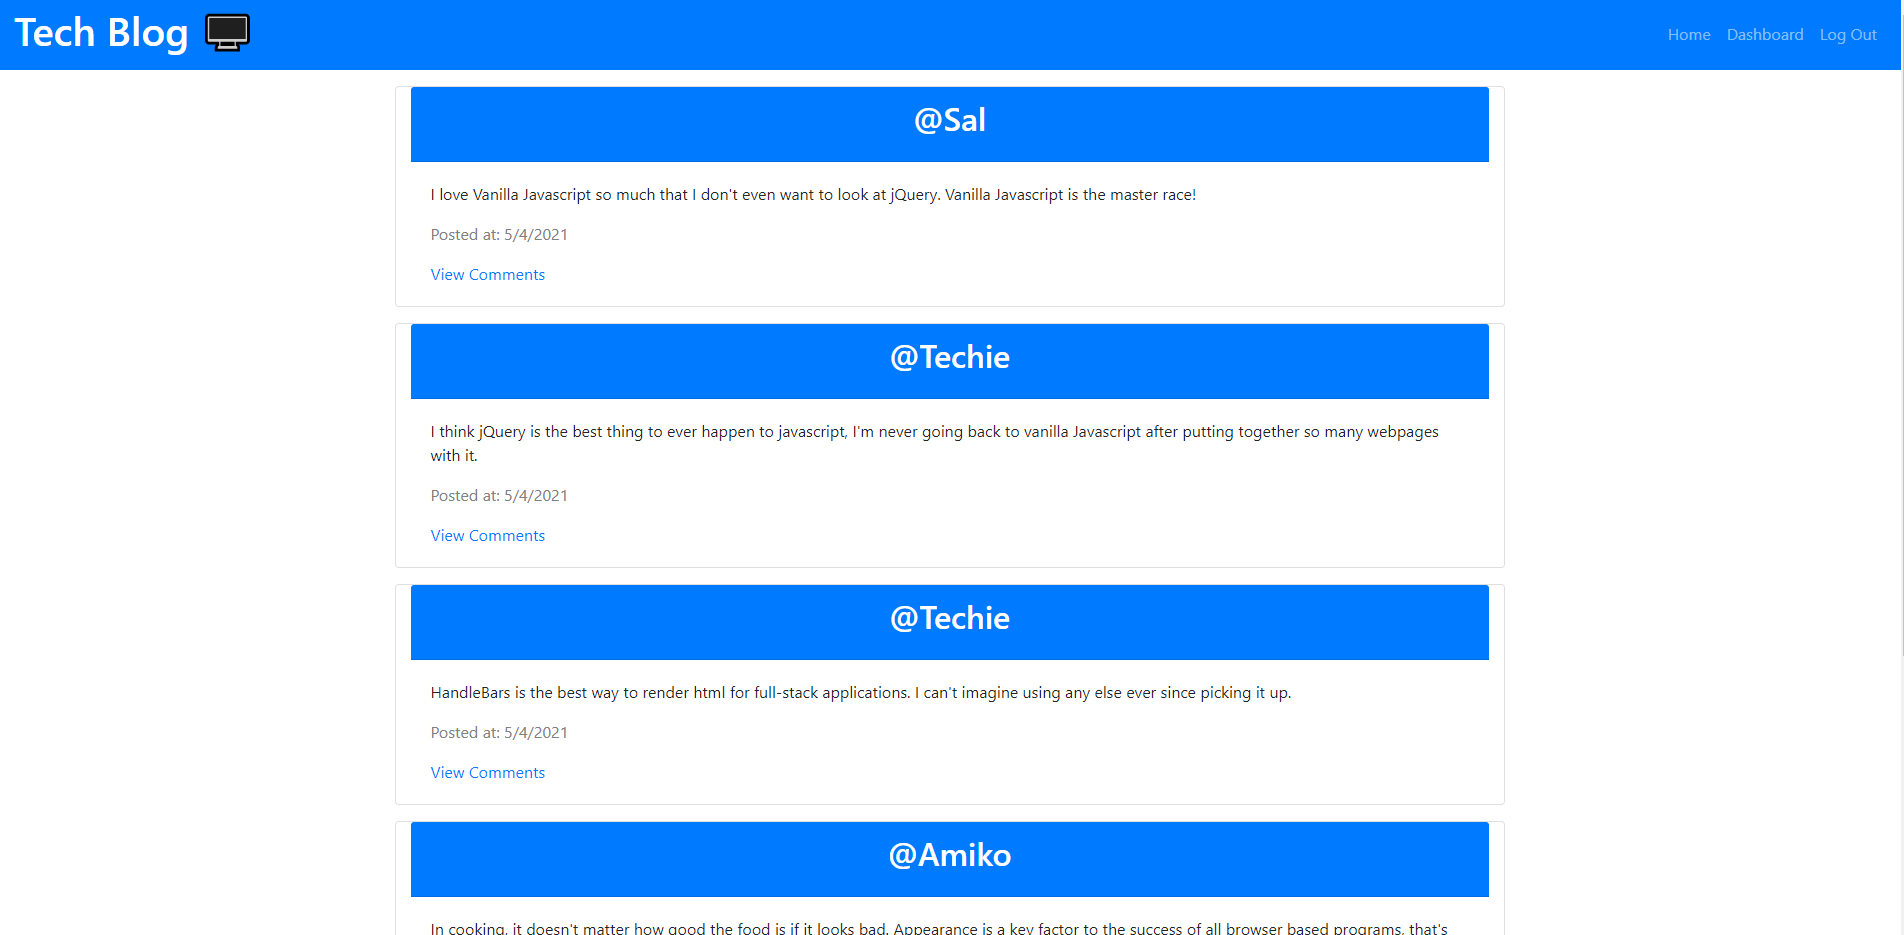 Tech Blog
Home Dashboard Log Out
@Sal
I love Vanilla Javascript so much that I don't even want to look at jQuery. Vanilla Javascript is the master race!
Posted at: 5/4/2021
View Comments
@Techie
I think jQuery is the best thing to ever happen to javascript, I'm never going back to vanilla Javascript after putting together so many webpages
with it.
Posted at: 5/4/2021
View Comments
@Techie
HandleBars is the best way to render html for full-stack applications. I can't imagine using any else ever since picking it up.
Posted at: 5/4/2021
View Comments
@Amiko
In cooking, it doesn't matter how good the food is if it looks bad. Appearance is a key factor to the success of all browser based programs, that's